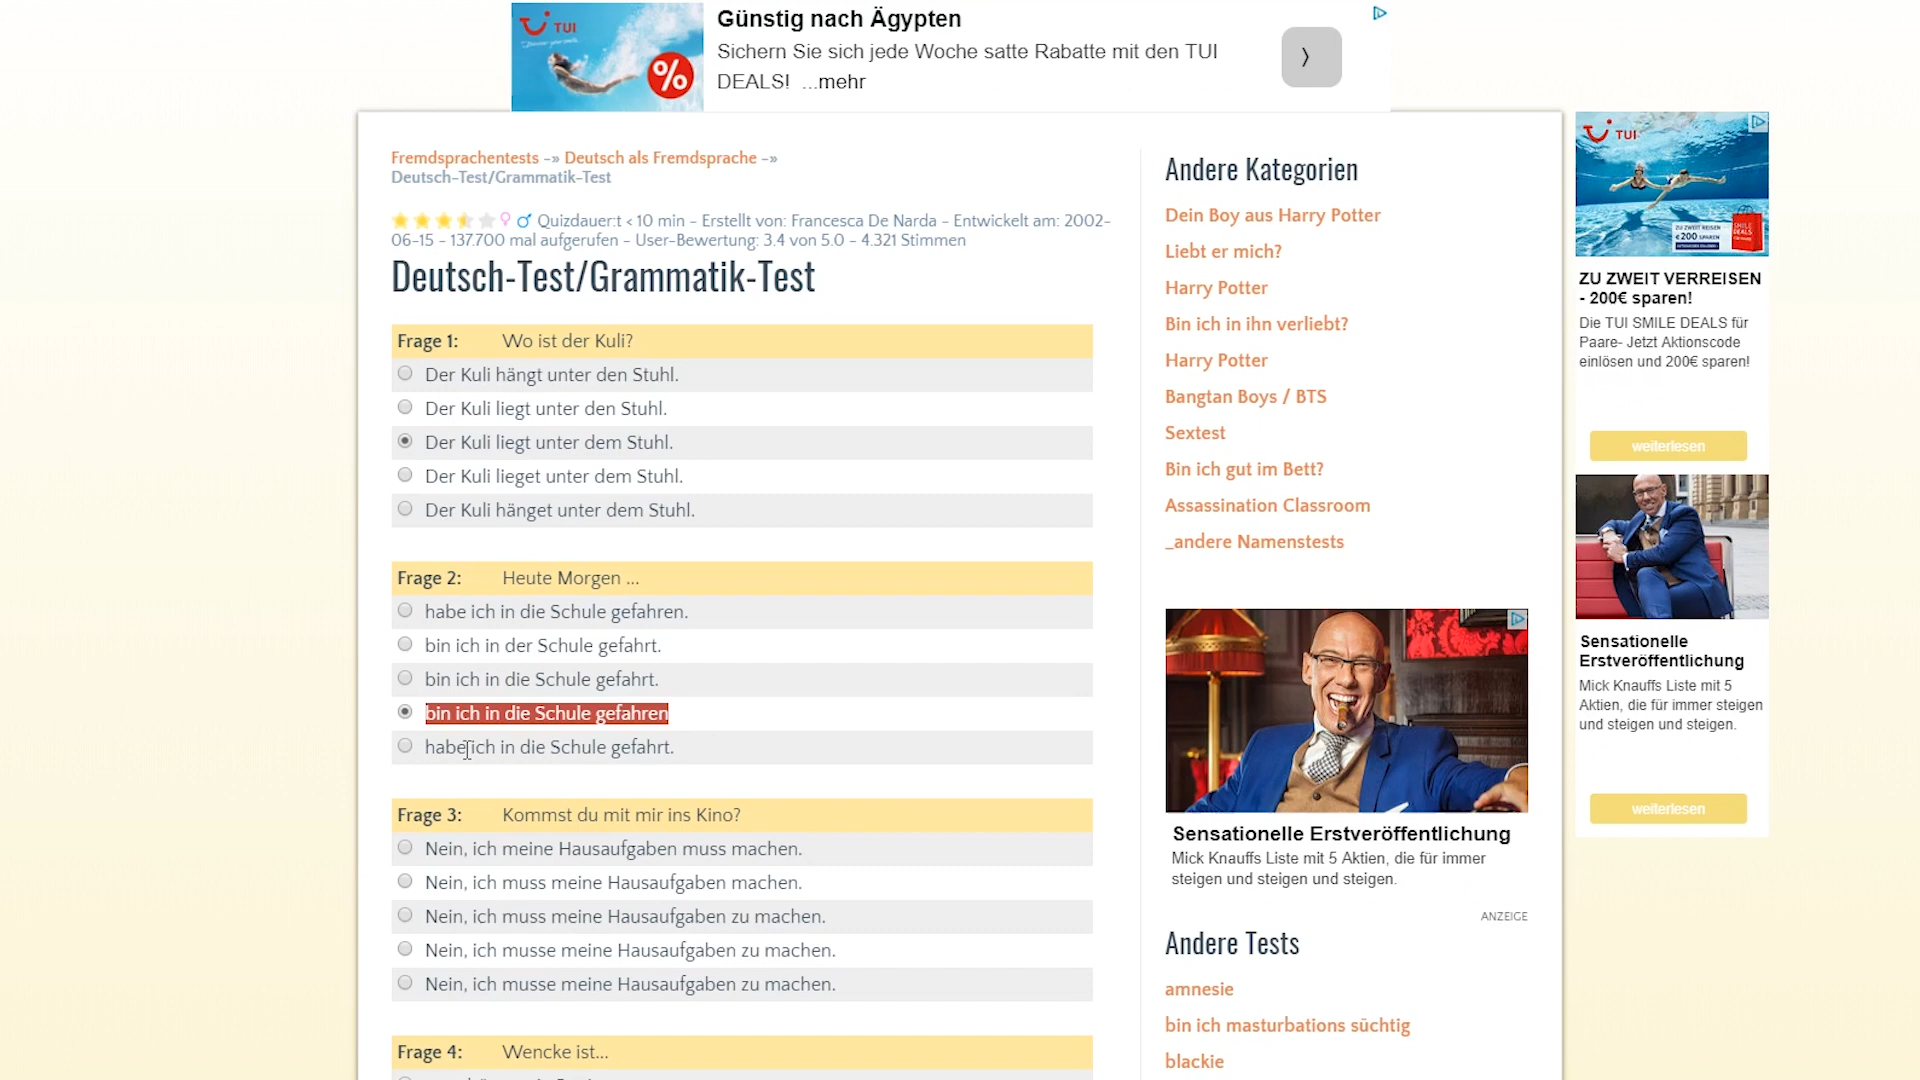 TUI
%
Günstig nach Ägypten
Sichern Sie sich jede Woche satte Rabatte mit den TUI
DEALS! ...mehr
Fremdsprachentests -» Deutsch als Fremdsprache -»
Deutsch-Test/Grammatik-Test
Quizdauer:t < 10 min - Erstellt von: Francesca De Narda - Entwickelt am: 2002-
06-15 - 137.700 mal aufgerufen - User-Bewertung: 3.4 von 5.0 - 4.321 Stimmen
Deutsch-Test/Grammatik-Test
Frage 1: Wo ist der Kuli?
Der Kuli hängt unter den Stuhl.
Der Kuli liegt unter den Stuhl.
Der Kuli liegt unter dem Stuhl.
Der Kuli lieget unter dem Stuhl.
Der Kuli hänget unter dem Stuhl.
Frage 2: Heute Morgen ...
habe ich in die Schule gefahren.
bin ich in der Schule gefahrt.
bin ich in die Schule gefahrt.
bin ich in die Schule gefahren
habe ich in die Schule gefahrt.
Frage 3: Kommst du mit mir ins Kino?
Nein, ich meine Hausaufgaben muss machen.
Nein, ich muss meine Hausaufgaben machen.
Nein, ich muss meine Hausaufgaben zu machen.
Nein, ich musse meine Hausaufgaben zu machen.
Nein, ich musse meine Hausaufgaben zu machen.
Frage 4: Wencke ist...
Andere Kategorien
Dein Boy aus Harry Potter
Liebt er mich?
Harry Potter
Bin ich in ihn verliebt?
Harry Potter
Bangtan Boys / BTS
Sextest
Bin ich gut im Bett?
Assassination Classroom
_andere Namenstests
Sensationelle Erstveröffentlichung
Mick Knauffs Liste mit 5 Aktien, die für immer
steigen und steigen und steigen.
ANZEIGE
Andere Tests
amnesie
bin ich masturbations süchtig
blackie
TUI
ZU ZWEIT REISEN
€200 SPAREN
SMILE
DEALS
ZU ZWEIT VERREISEN
- 200€ sparen!
Die TUI SMILE DEALS für
Paare- Jetzt Aktionscode
einlösen und 200€ sparen!
weiterlesen
Sensationelle
Erstveröffentlichung
Mick Knauffs Liste mit 5
Aktien, die für immer steigen
und steigen und steigen.
weiterlesen